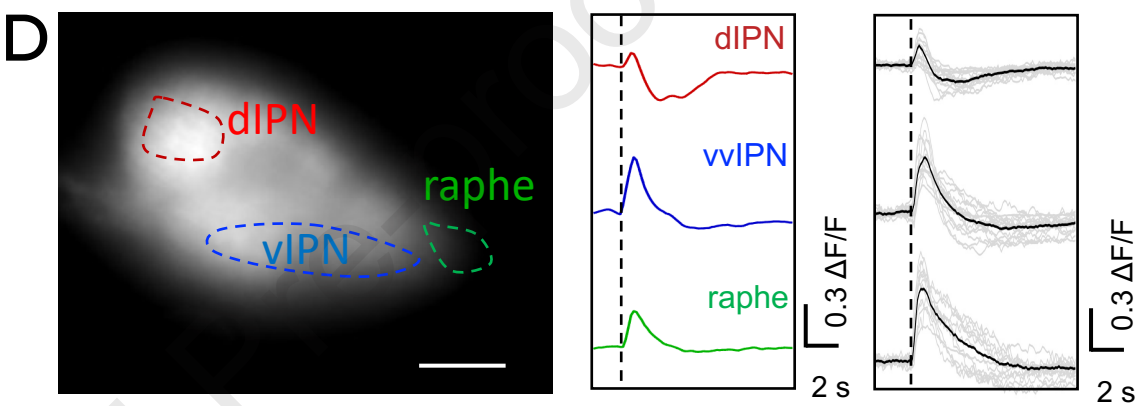 D
dIPN
raphe
vIPN
dIPN
vvIPN
raphe
0.3 ΔF/F
2 s
0.3 ΔF/F
2 s